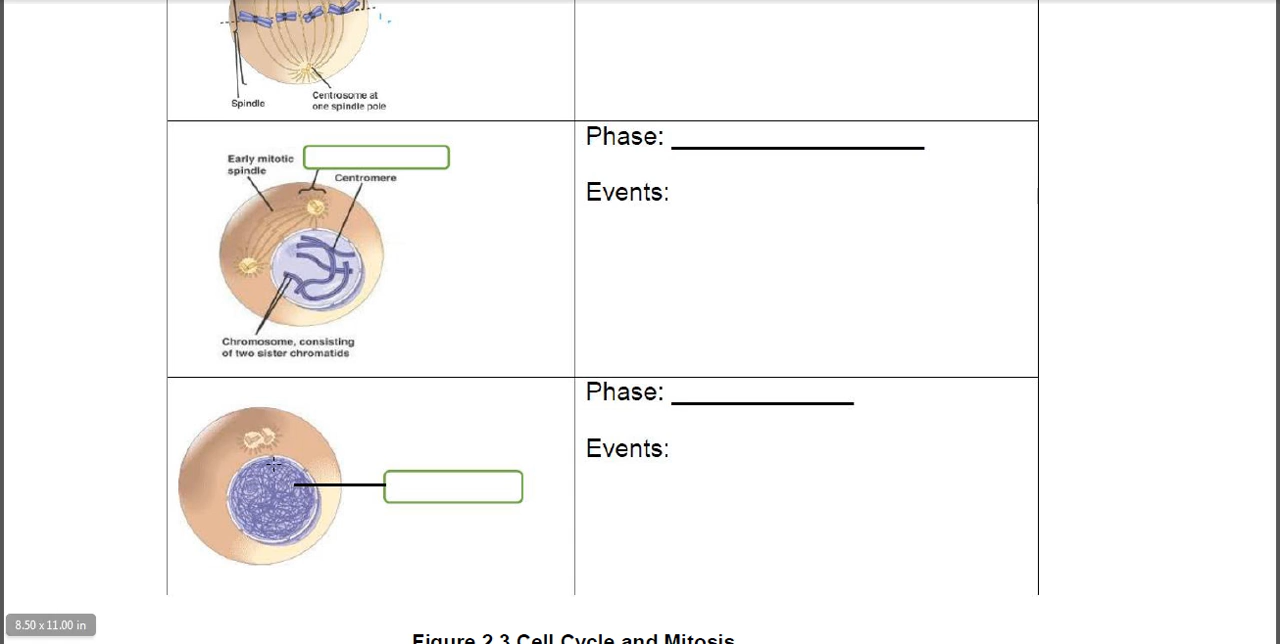 Spindle
Centrosome at
one spindle pole
Phase:
Early mitotic
spindle
Centromere
Events:
Chromosome, consisting
of two sister chromatids
Phase:
Events:
8.50 x 11.00 in
Figure 2.3 Cell Cycle and Mitosis